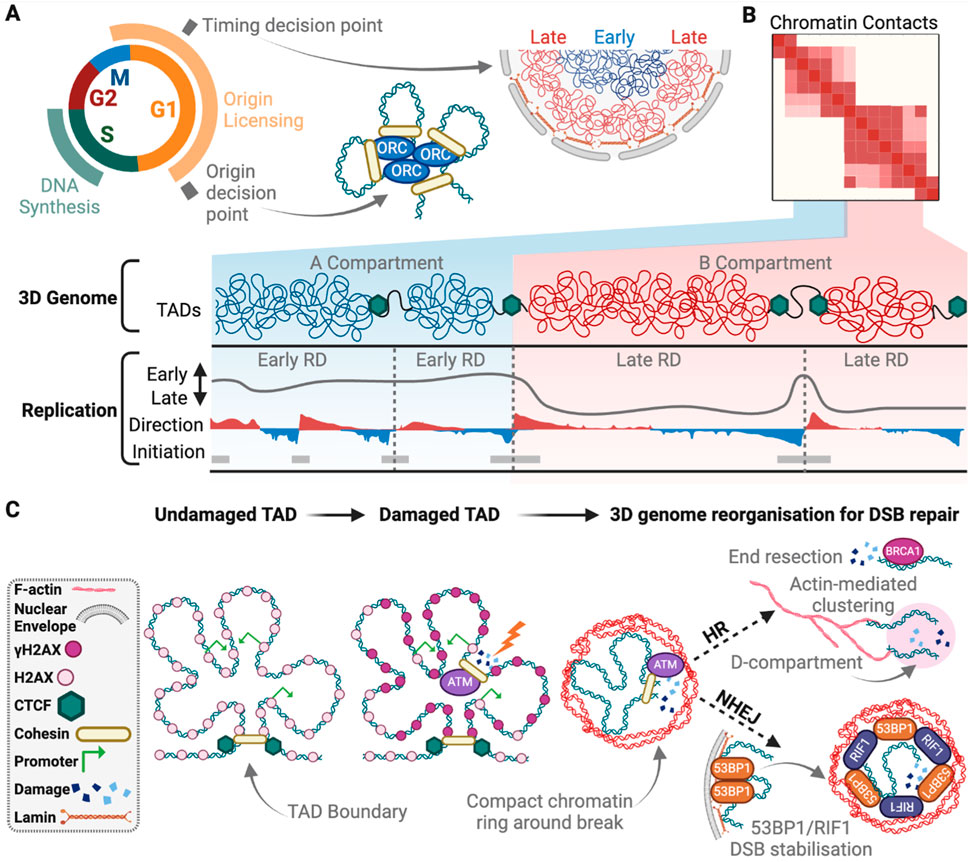 A
Timing decision point
M
G2
G1
S
Origin
Licensing
DNA
Synthesis
Origin
decision
point
ORC
ORC
ORC
Late
Early
Late
B
Chromatin Contacts
3D Genome
TADs
A Compartment
B Compartment
Replication
Early
Late
Direction
Initiation
Early RD
Early RD
Late RD
Late RD
C
Undamaged TAD
Damaged TAD
3D genome reorganisation for DSB repair
F-actin
Nuclear
Envelope
γH2AX
H2AX
CTCF
Cohesin
Promoter
Damage
Lamin
ATM
TAD Boundary
ATM
Compact chromatin
ring around break
HR
NHEJ
End resection
BRCA1
Actin-mediated
clustering
D-compartment
53BP1
53BP1
53BP1/RIF1
DSB stabilisation
53BP1
RIF1
RIF1
53BP1
53BP1
RIF1